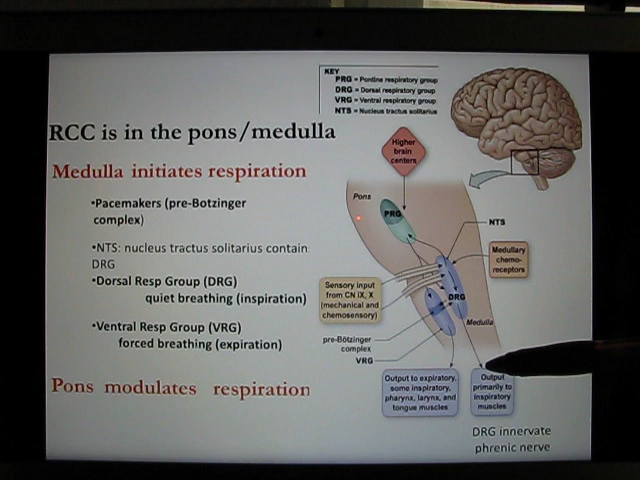 KEY
PRG = Pontine respiratory group
DRG = Dorsal respiratory group
VRG = Ventral respiratory group
NTS = Nucleus tractus solitarius
RCC is in the pons/medulla
Medulla initiates respiration
•Pacemakers (pre-Botzinger
complex)
•NTS: nucleus tractus solitarius contain
DRG
•Dorsal Resp Group (DRG)
quiet breathing (inspiration)
•Ventral Resp Group (VRG)
forced breathing (expiration)
Pons modulates respiration
Higher
brain
centers
Pons
PRG
NTS
Medullary
chemo-
receptors
Sensory input
from CN IX, X
(mechanical and
chemosensory)
DRG
Medulla
pre-Bötzinger
complex
VRG
Output to expiratory,
some inspiratory,
pharynx, larynx, and
tongue muscles
Output
primarily to
inspiratory
muscles
DRG innervate
phrenic nerve